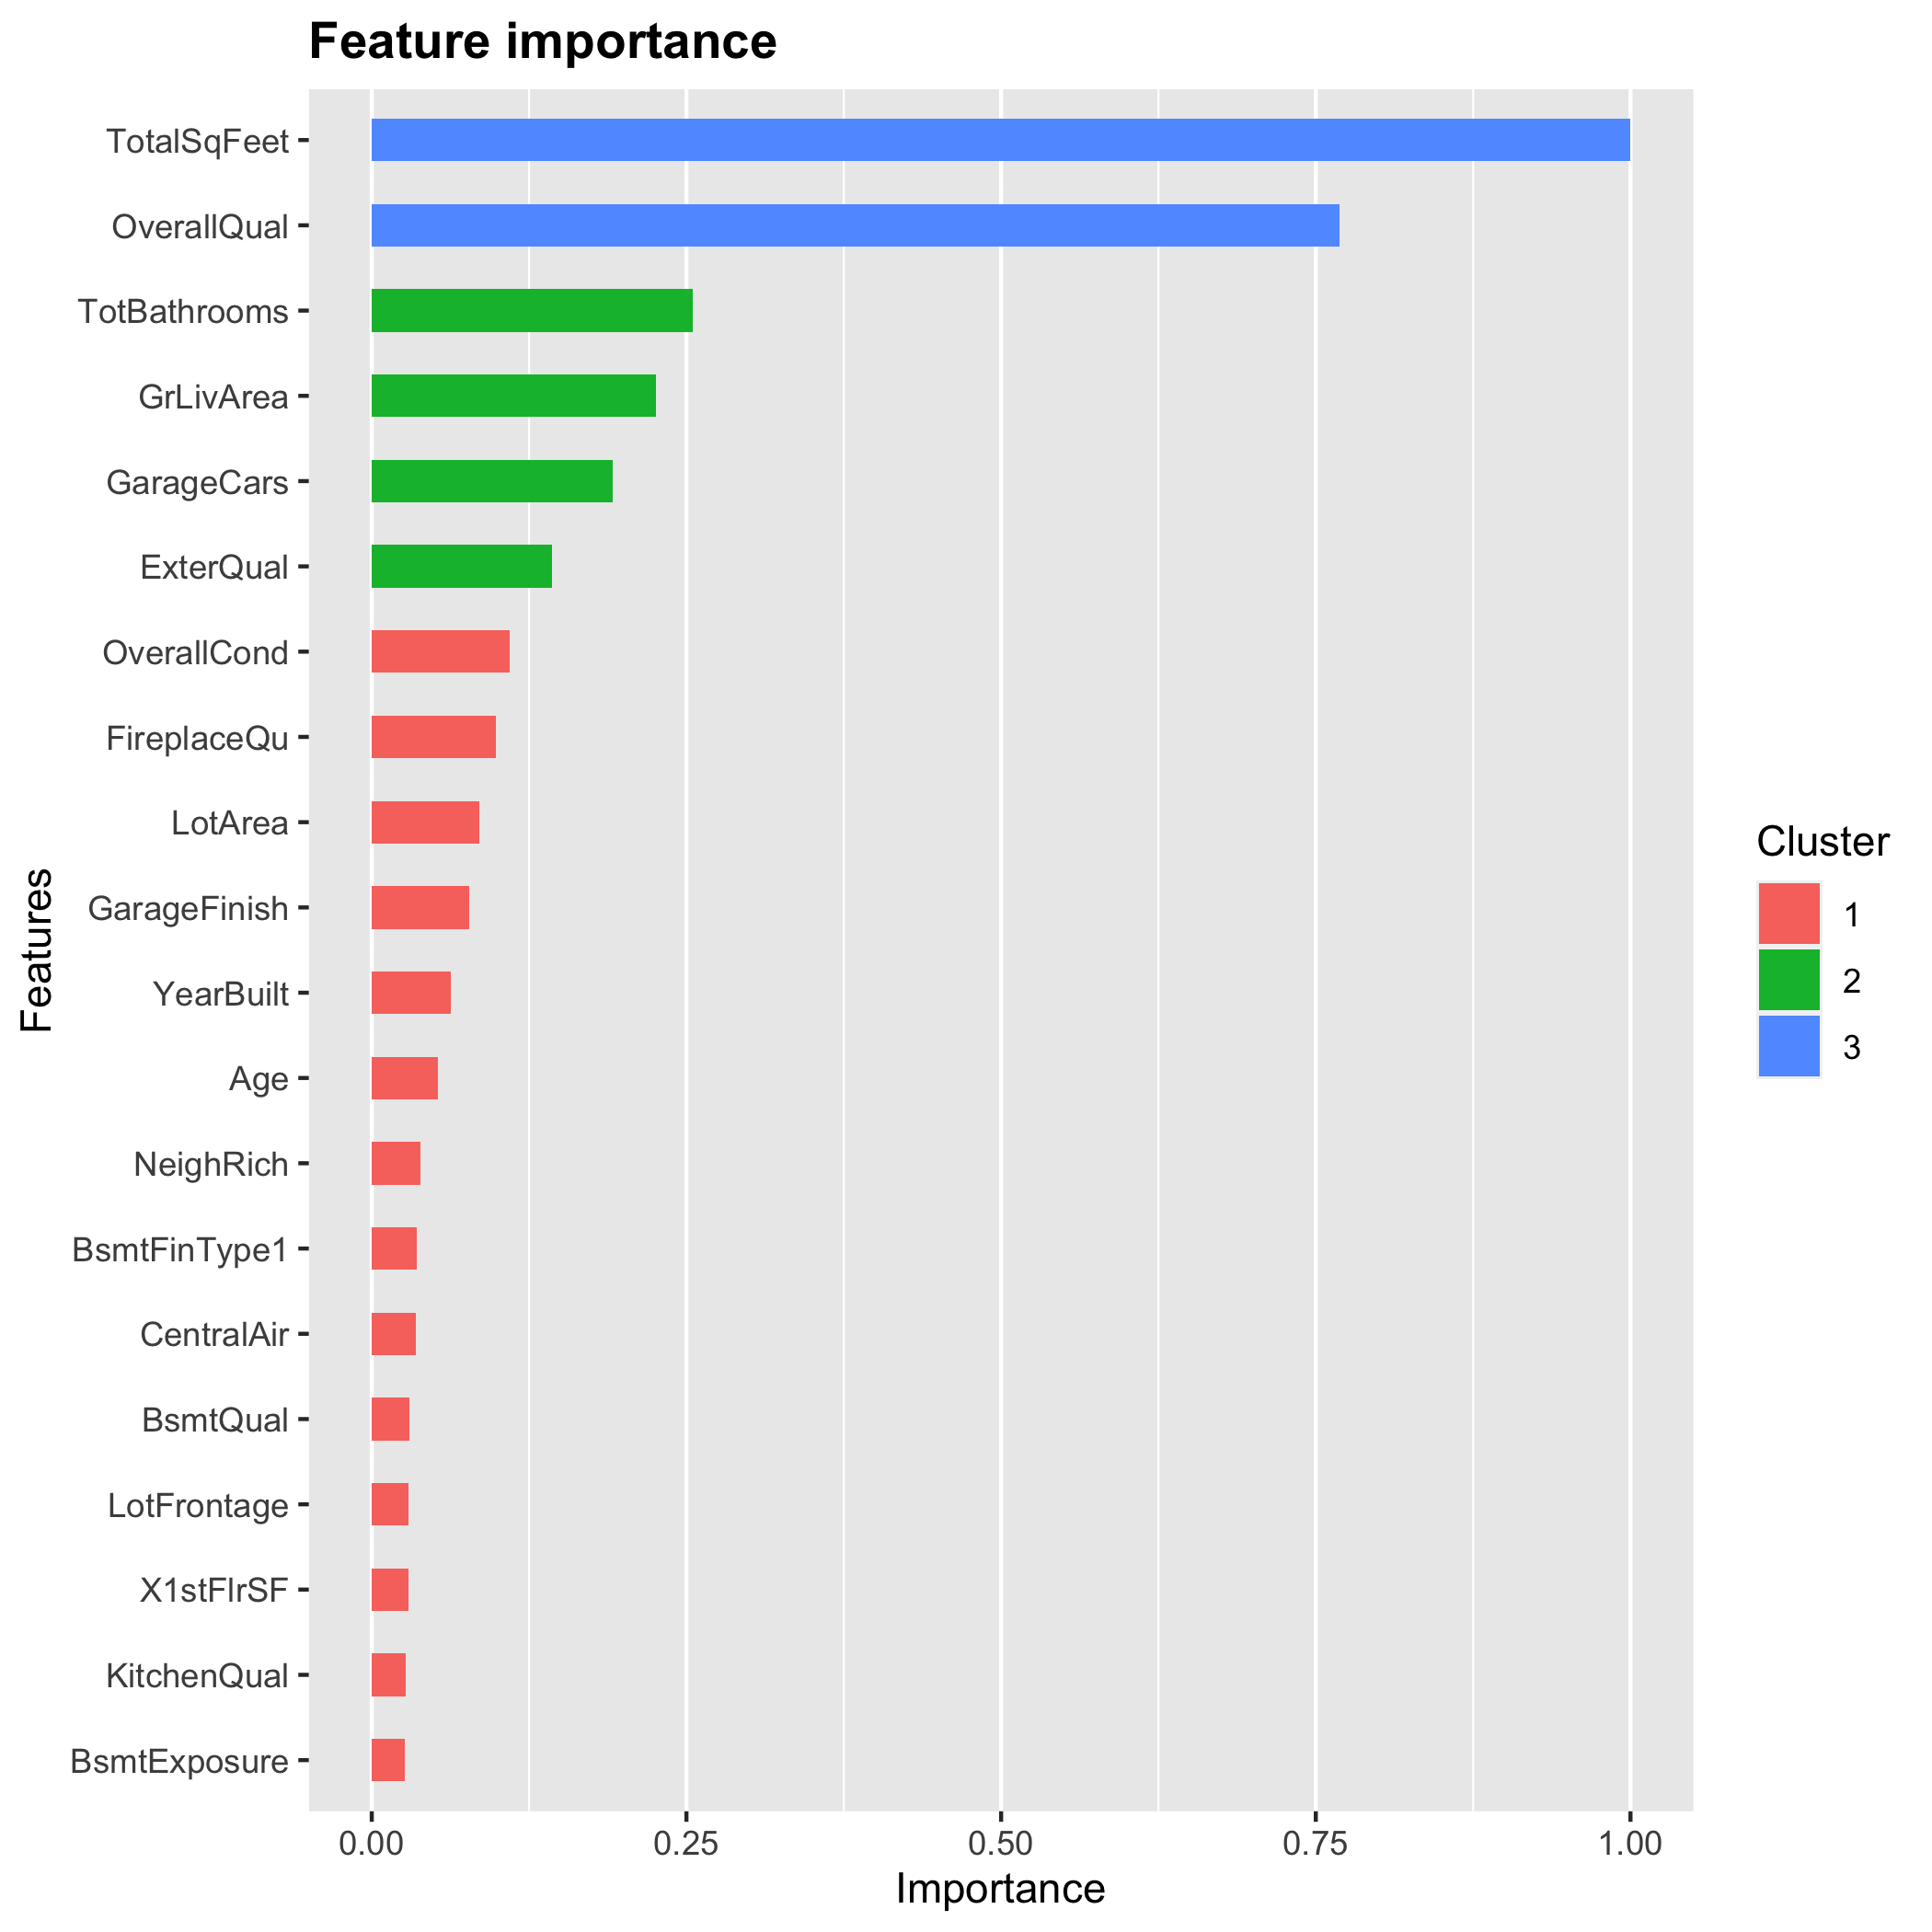 Feature importance
TotalSqFeet
OverallQual
TotBathrooms
GrLivArea
GarageCars
ExterQual
OverallCond
FireplaceQu
LotArea
GarageFinish
YearBuilt
Age
NeighRich
BsmtFinType1
CentralAir
BsmtQual
LotFrontage
X1stFlrSF
KitchenQual
BsmtExposure
Features
0.00 0.25 0.50 0.75 1.00
Importance
Cluster
1
2
3